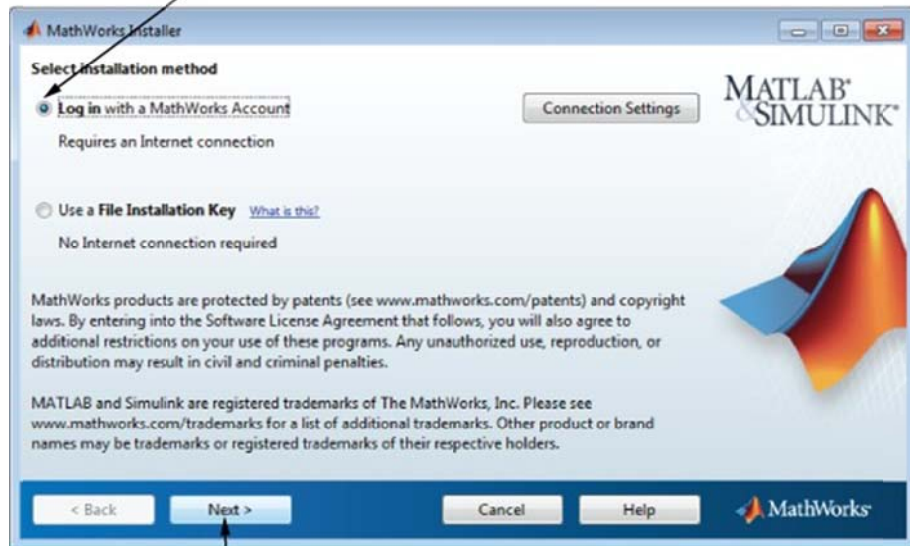 MathWorks Installer
Select installation method
Log in with a MathWorks Account
Connection Settings
MATLAB®
&SIMULINK®
Requires an Internet connection
Use a File Installation Key What is this?
No Internet connection required
MathWorks products are protected by patents (see www.mathworks.com/patents) and copyright
laws. By entering into the Software License Agreement that follows, you will also agree to
additional restrictions on your use of these programs. Any unauthorized use, reproduction, or
distribution may result in civil and criminal penalties.
MATLAB and Simulink are registered trademarks of The MathWorks, Inc. Please see
www.mathworks.com/trademarks for a list of additional trademarks. Other product or brand
names may be trademarks or registered trademarks of their respective holders.
< Back Next > Cancel Help MathWorks®